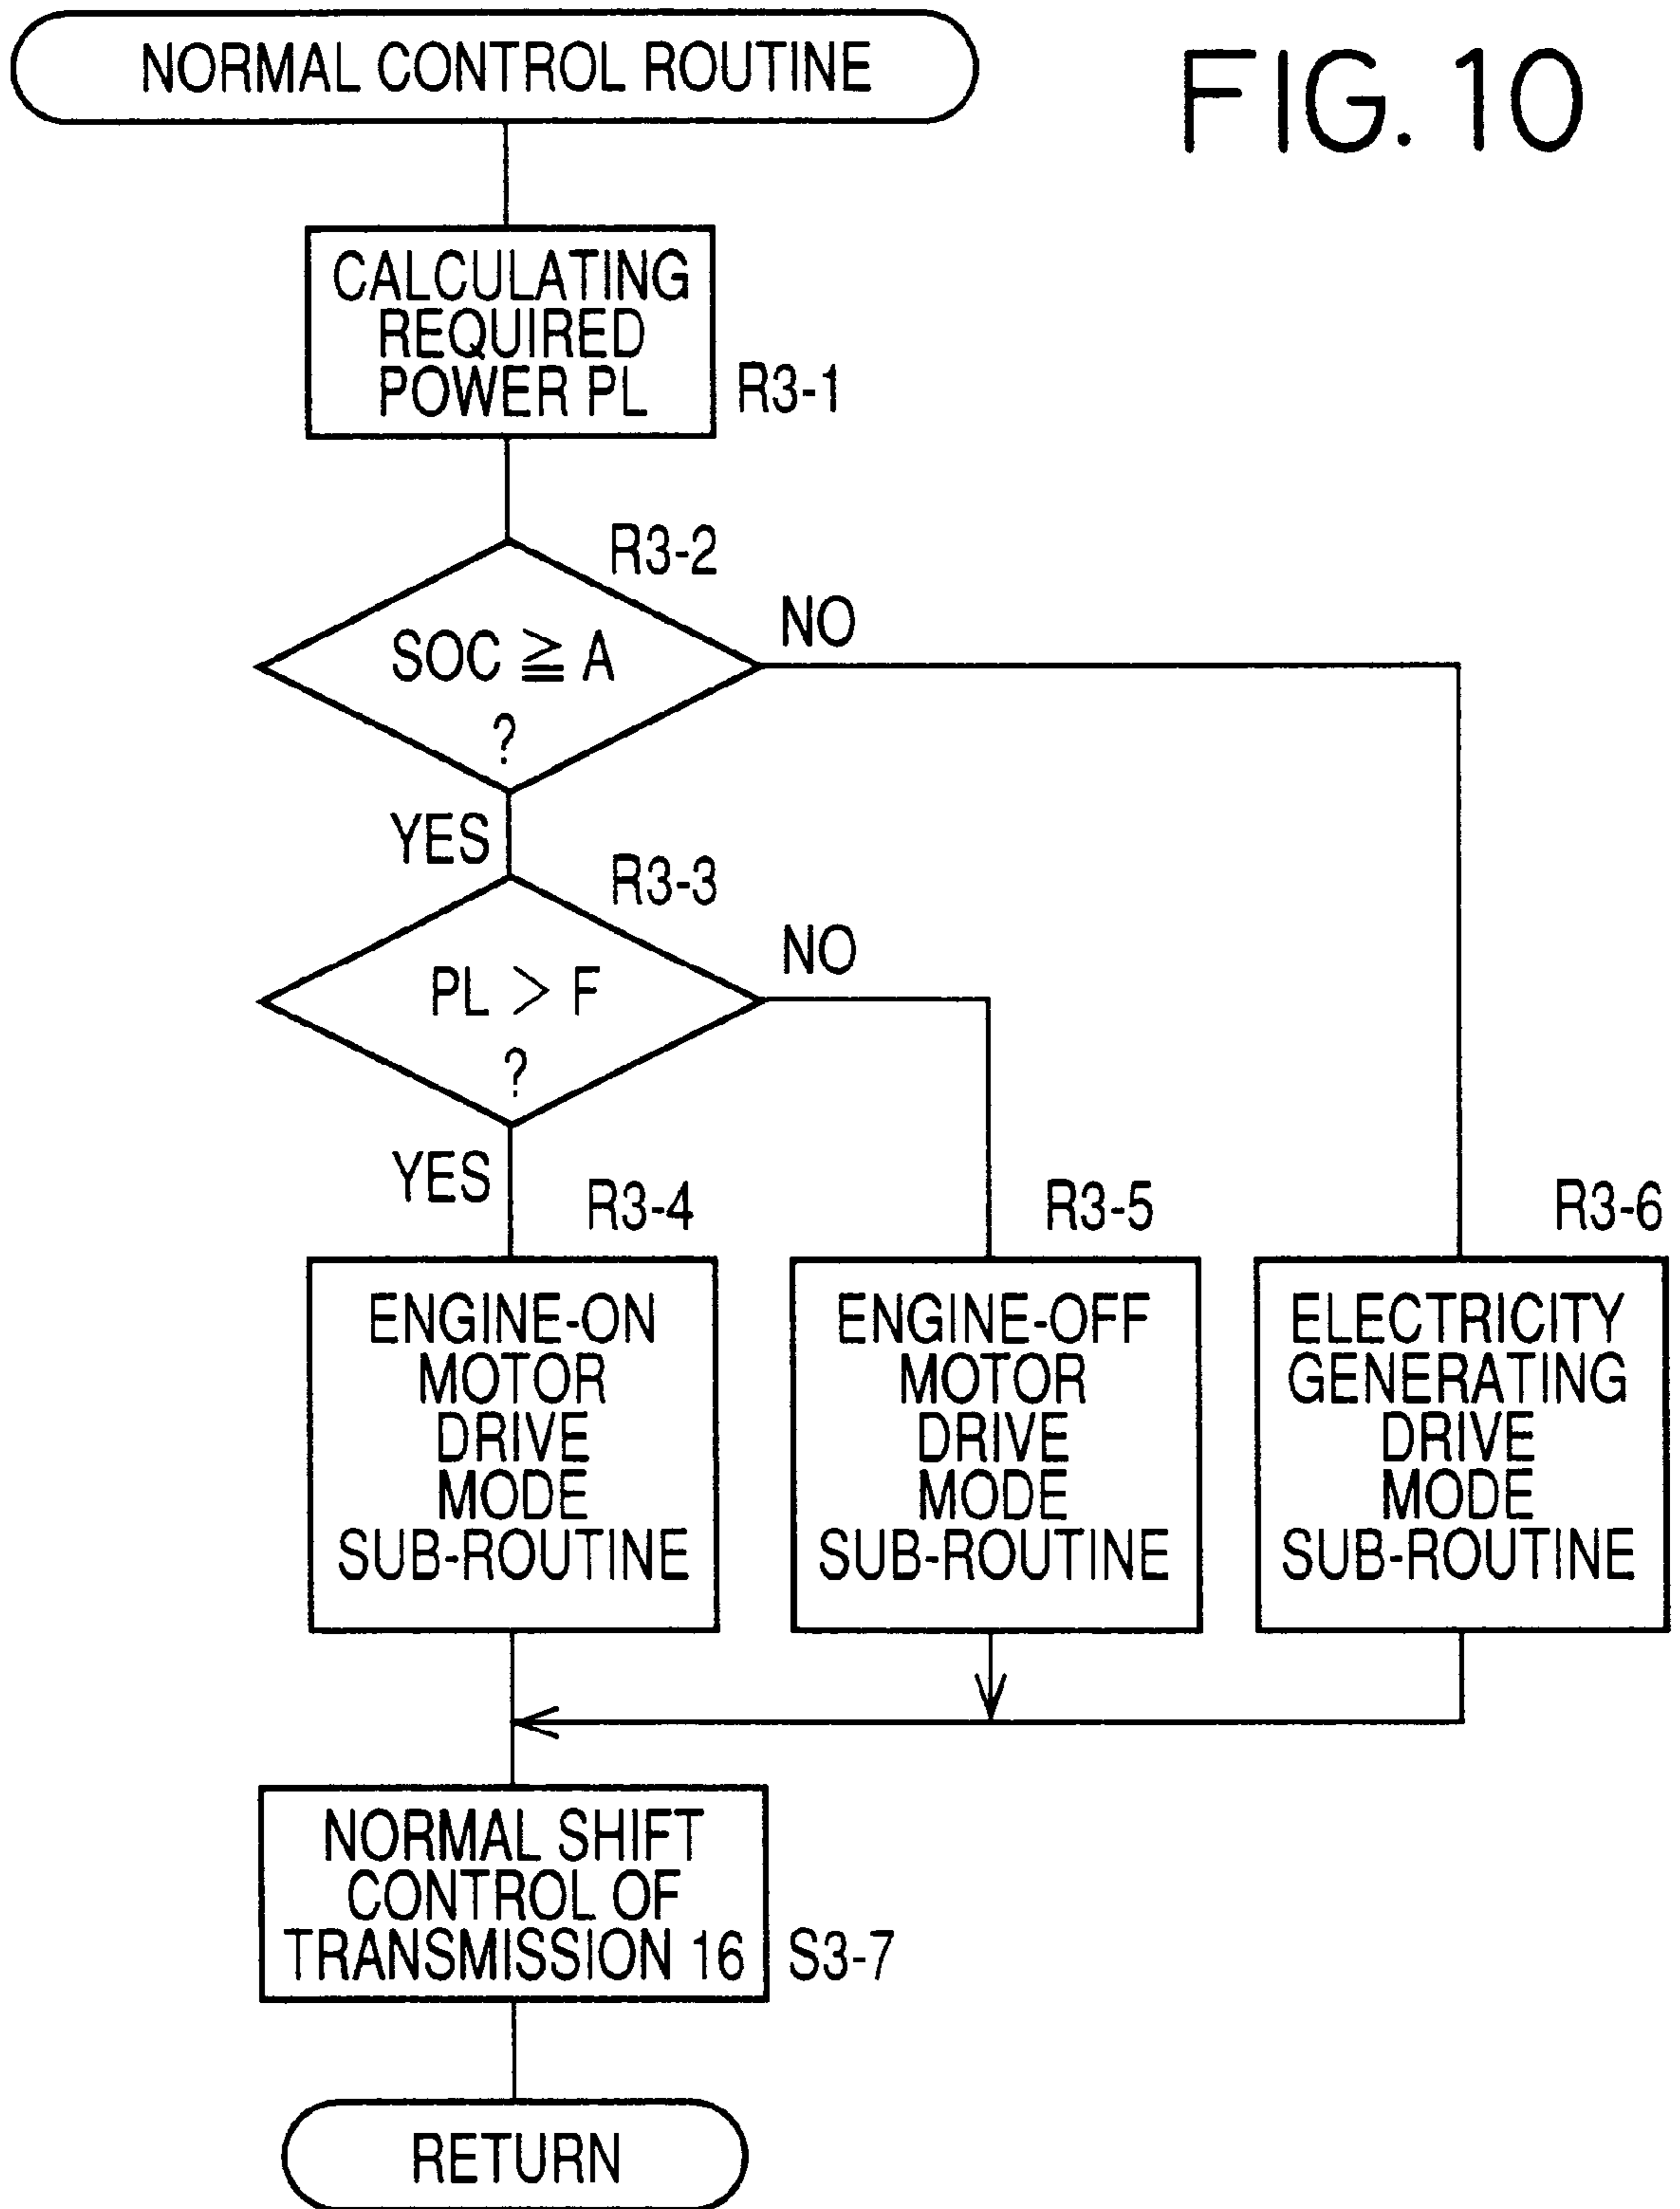 NORMAL CONTROL ROUTINE
FIG. 10
CALCULATING
REQUIRED
POWER PL
R3-1
R3-2
SOC ≧ A
?
NO
YES
R3-3
PL > F
?
NO
YES
R3-4
ENGINE-ON
MOTOR
DRIVE
MODE
SUB-ROUTINE
R3-5
ENGINE-OFF
MOTOR
DRIVE
MODE
SUB-ROUTINE
R3-6
ELECTRICITY
GENERATING
DRIVE
MODE
SUB-ROUTINE
NORMAL SHIFT
CONTROL OF
TRANSMISSION 16
S3-7
RETURN